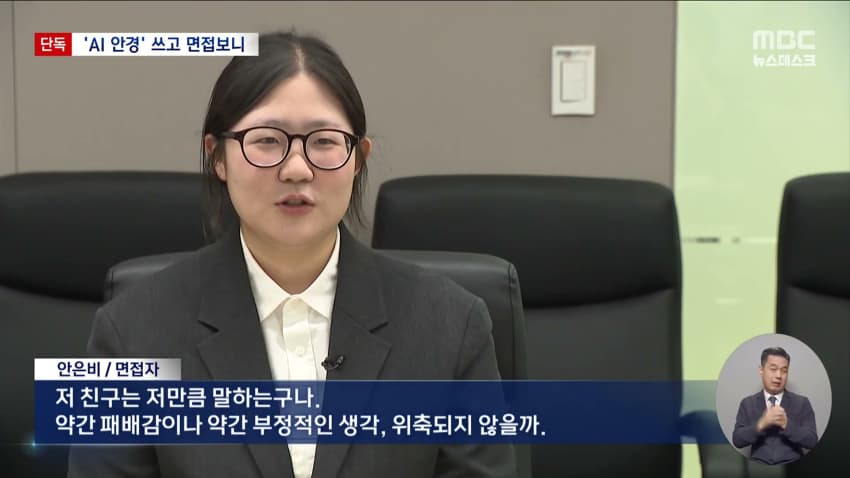 단독 'AI 안경' 쓰고 면접보니
MBC
뉴스데스크
안은비 / 면접자
저 친구는 저만큼 말하는구나.
약간 패배감이나 약간 부정적인 생각, 위축되지 않을까.